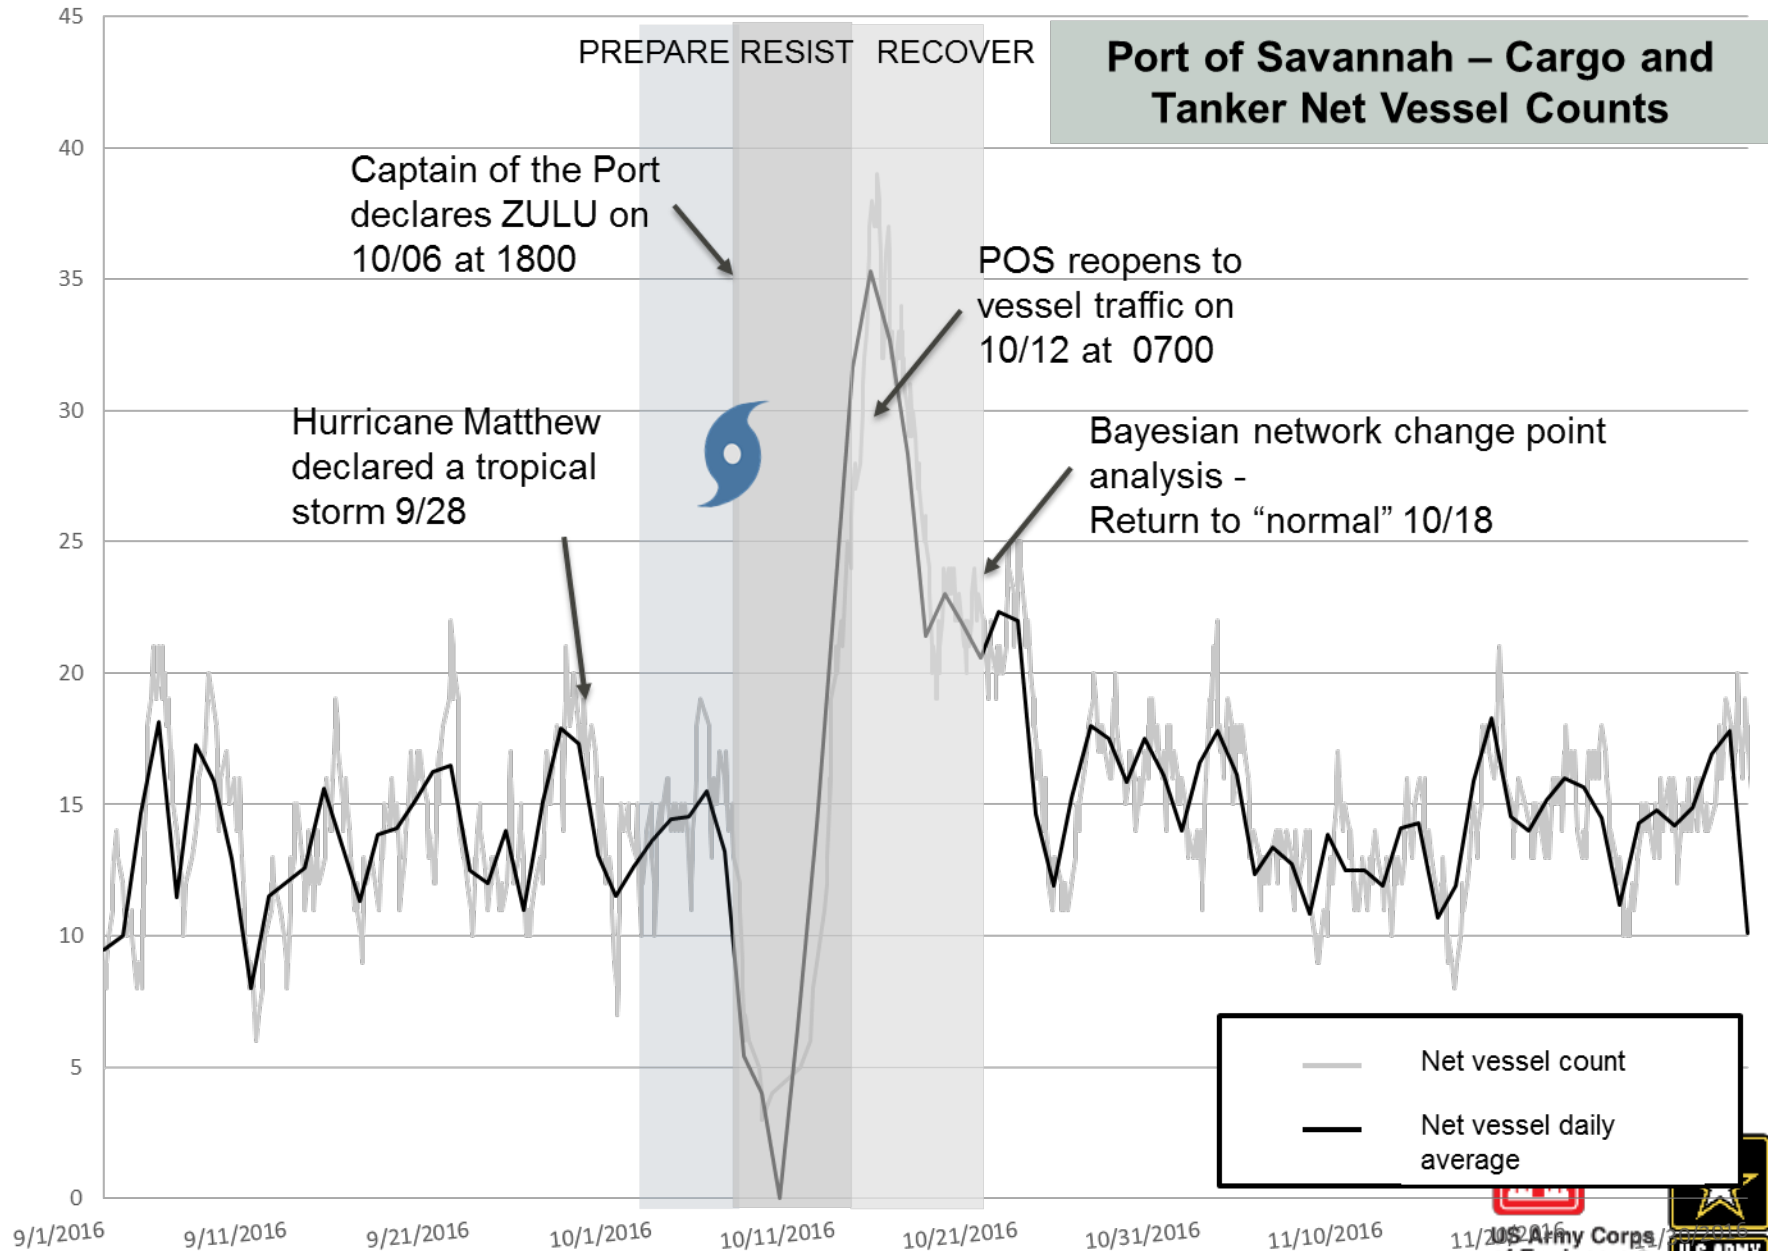 45
PREPARE RESIST RECOVER
Port of Savannah – Cargo and
Tanker Net Vessel Counts
40
Captain of the Port
declares ZULU on
10/06 at 1800
35
POS reopens to
vessel traffic on
10/12 at 0700
30
Hurricane Matthew
declared a tropical
storm 9/28
Bayesian network change point
analysis -
Return to “normal” 10/18
25
20
15
10
5
0
Net vessel count
Net vessel daily
average
9/1/2016
9/11/2016
9/21/2016
10/1/2016
10/11/2016
10/21/2016
10/31/2016
11/10/2016
11/20/2016
US Army Corps
U.S. ARMY